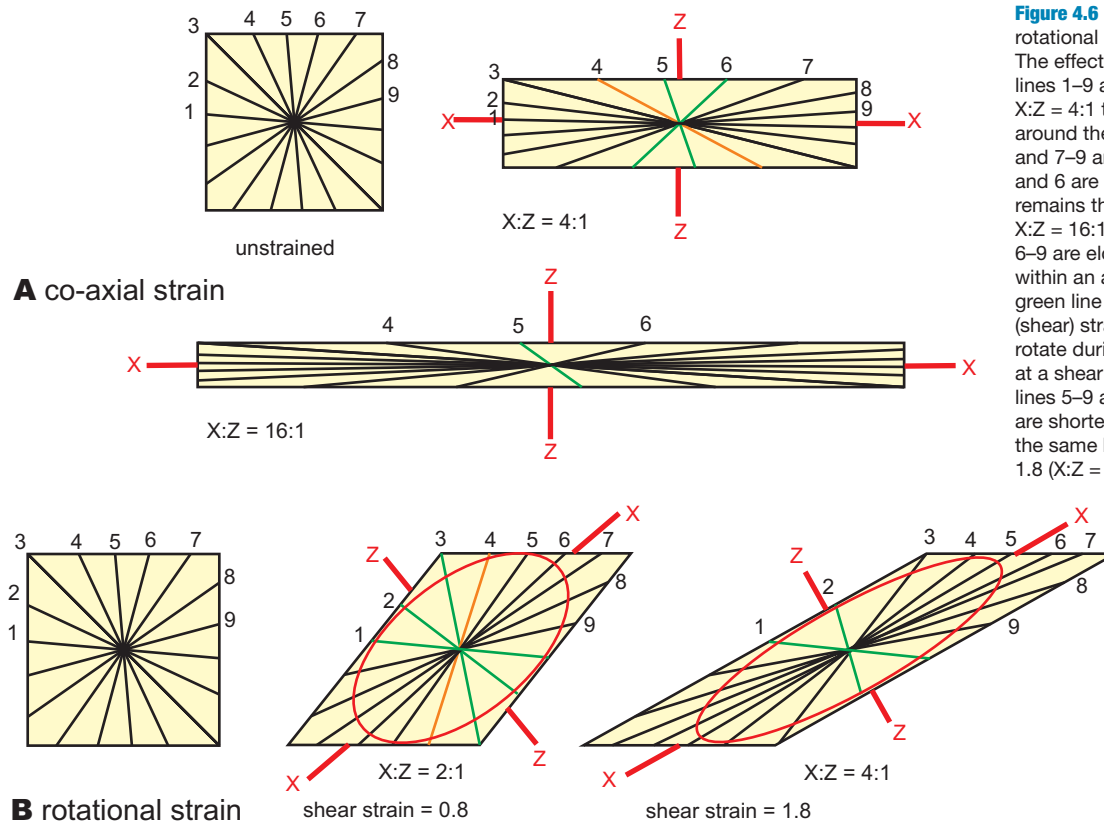 Figure 4.6
rotational
The effect
lines 1–9 a
X:Z = 4:1 t
around the
and 7–9 ar
and 6 are
remains th
X:Z = 16:1
6–9 are ele
within an a
green line
(shear) stra
rotate duri
at a shear
lines 5–9 a
are shorte
the same l
1.8 (X:Z =
3 4 5 6 7
2 8
1 9
unstrained
Z
3 4 5 6 7
2 8
X 1 9 X
Z
X:Z = 4:1
A co-axial strain
Z
4 5 6
X X
Z
X:Z = 16:1
3 4 5 6 7
2 8
1 9
X
Z 3 4 5 6 7
2 8
1 9
X Z
X:Z = 2:1
shear strain = 0.8
X
Z 3 4 5 6 7
2 8
1 9
X Z
X:Z = 4:1
shear strain = 1.8
B rotational strain